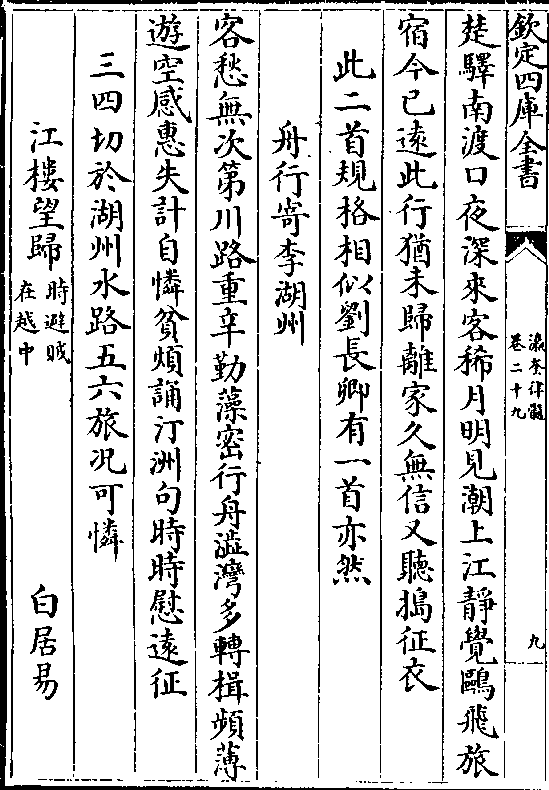 欽定四庫全書
瀛奎律髓
卷二十九
九
楚驛南渡口夜深來客稀月明見潮上江靜覺鷗飛旅
宿今已遠此行猶未歸離家久無信又聽搗征衣
此二首規格相似劉長卿有一首亦然
舟行寄李湖州
客愁無次第川路重辛勤藻密行舟澁灣多轉楫頻薄
遊空感惠失計自憐貧煩誦汀洲句時時慰遠征
三四切於湖州水路五六旅况可憐
江樓望歸 時避賊在越中 白居易